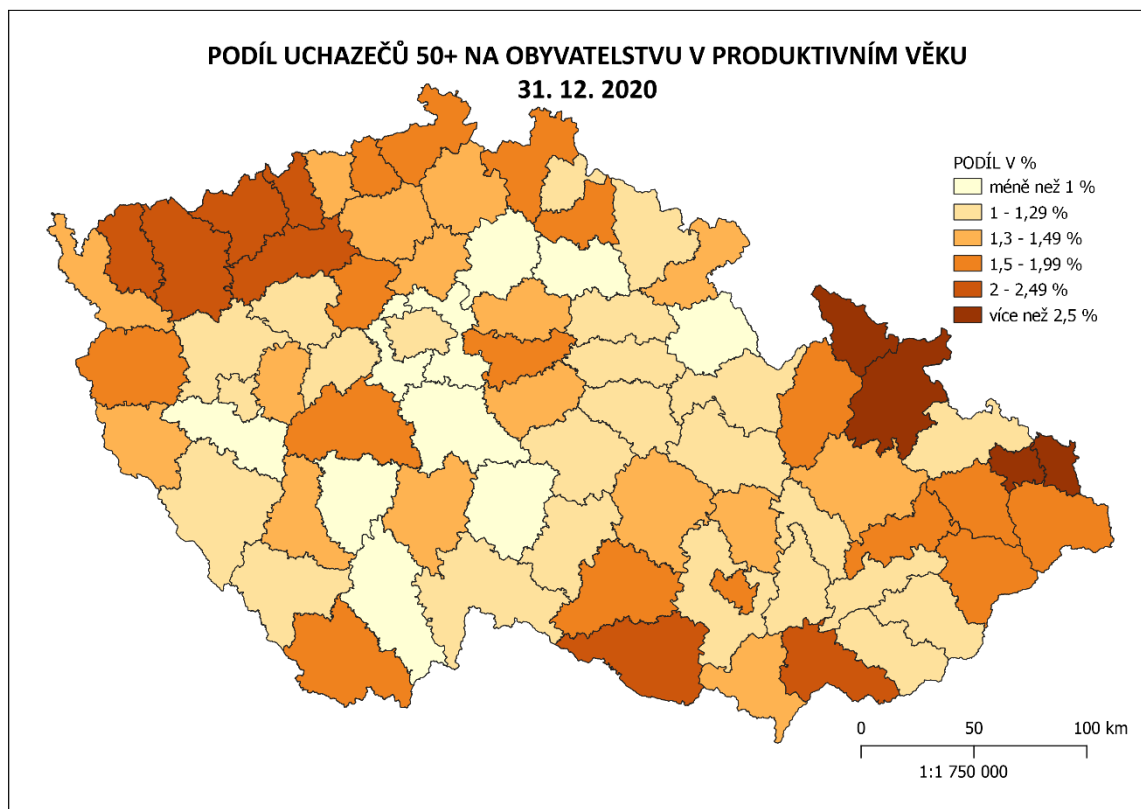 PODÍL UCHAZEČŮ 50+ NA OBYVATELSTVU V PRODUKTIVNÍM VĚKU
31. 12. 2020
PODÍL V %
méně než 1 %
1 - 1,29 %
1,3 - 1,49 %
1,5 - 1,99 %
2 - 2,49 %
více než 2,5 %
0 50 100 km
1:1 750 000